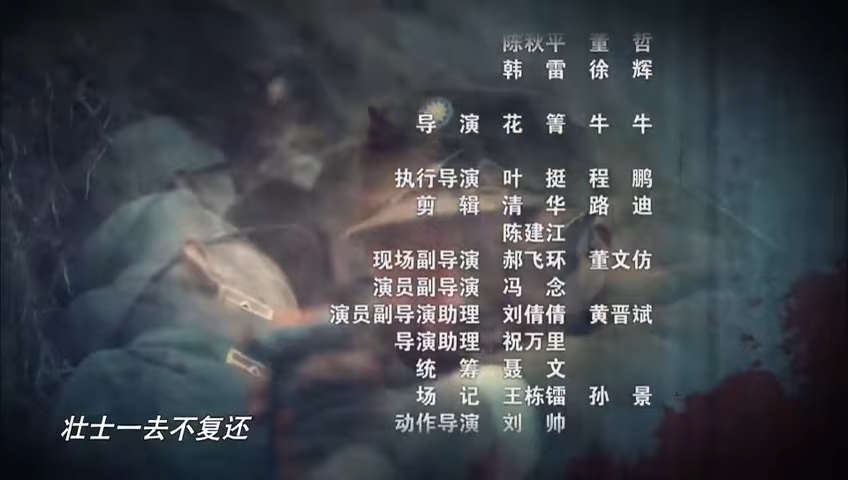 陈秋平 董哲
韩雷 徐辉
导演 花箐 牛牛
执行导演 叶挺 程鹏
剪辑 清华 路迪
陈建江
现场副导演 郝飞环 董文仿
演员副导演 冯念
演员副导演助理 刘倩倩 黄晋斌
导演助理 祝万里
统筹 聂文
场记 王栋镭 孙景
动作导演 刘帅
壮士一去不复还